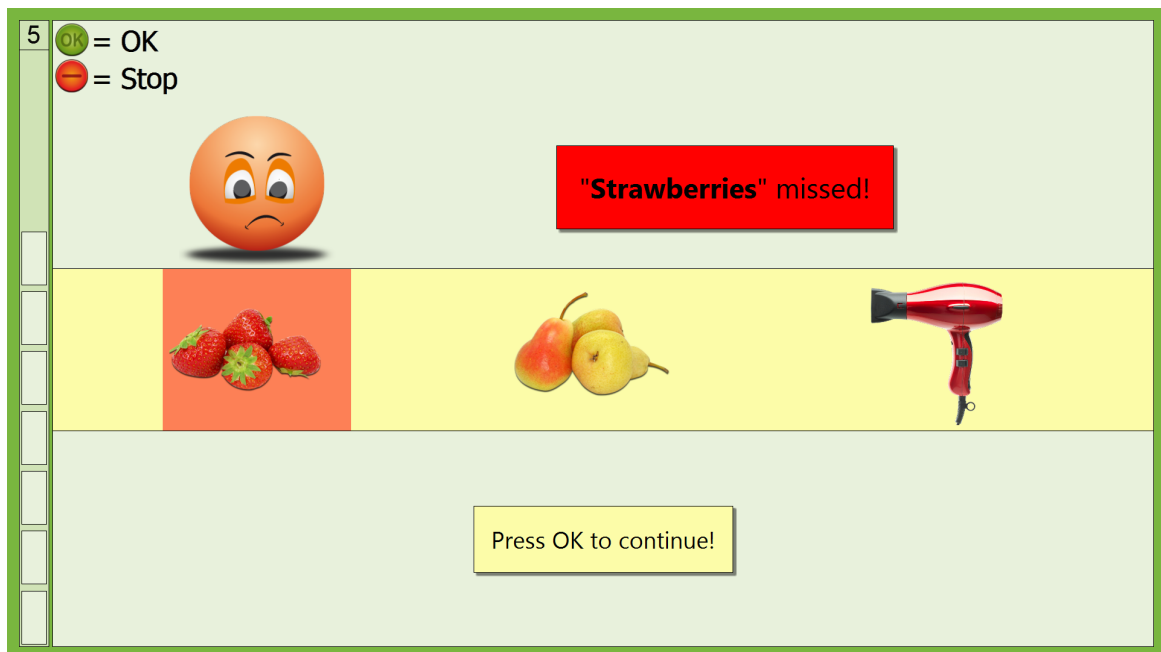 5
OK = OK
= Stop
"Strawberries" missed!
Press OK to continue!